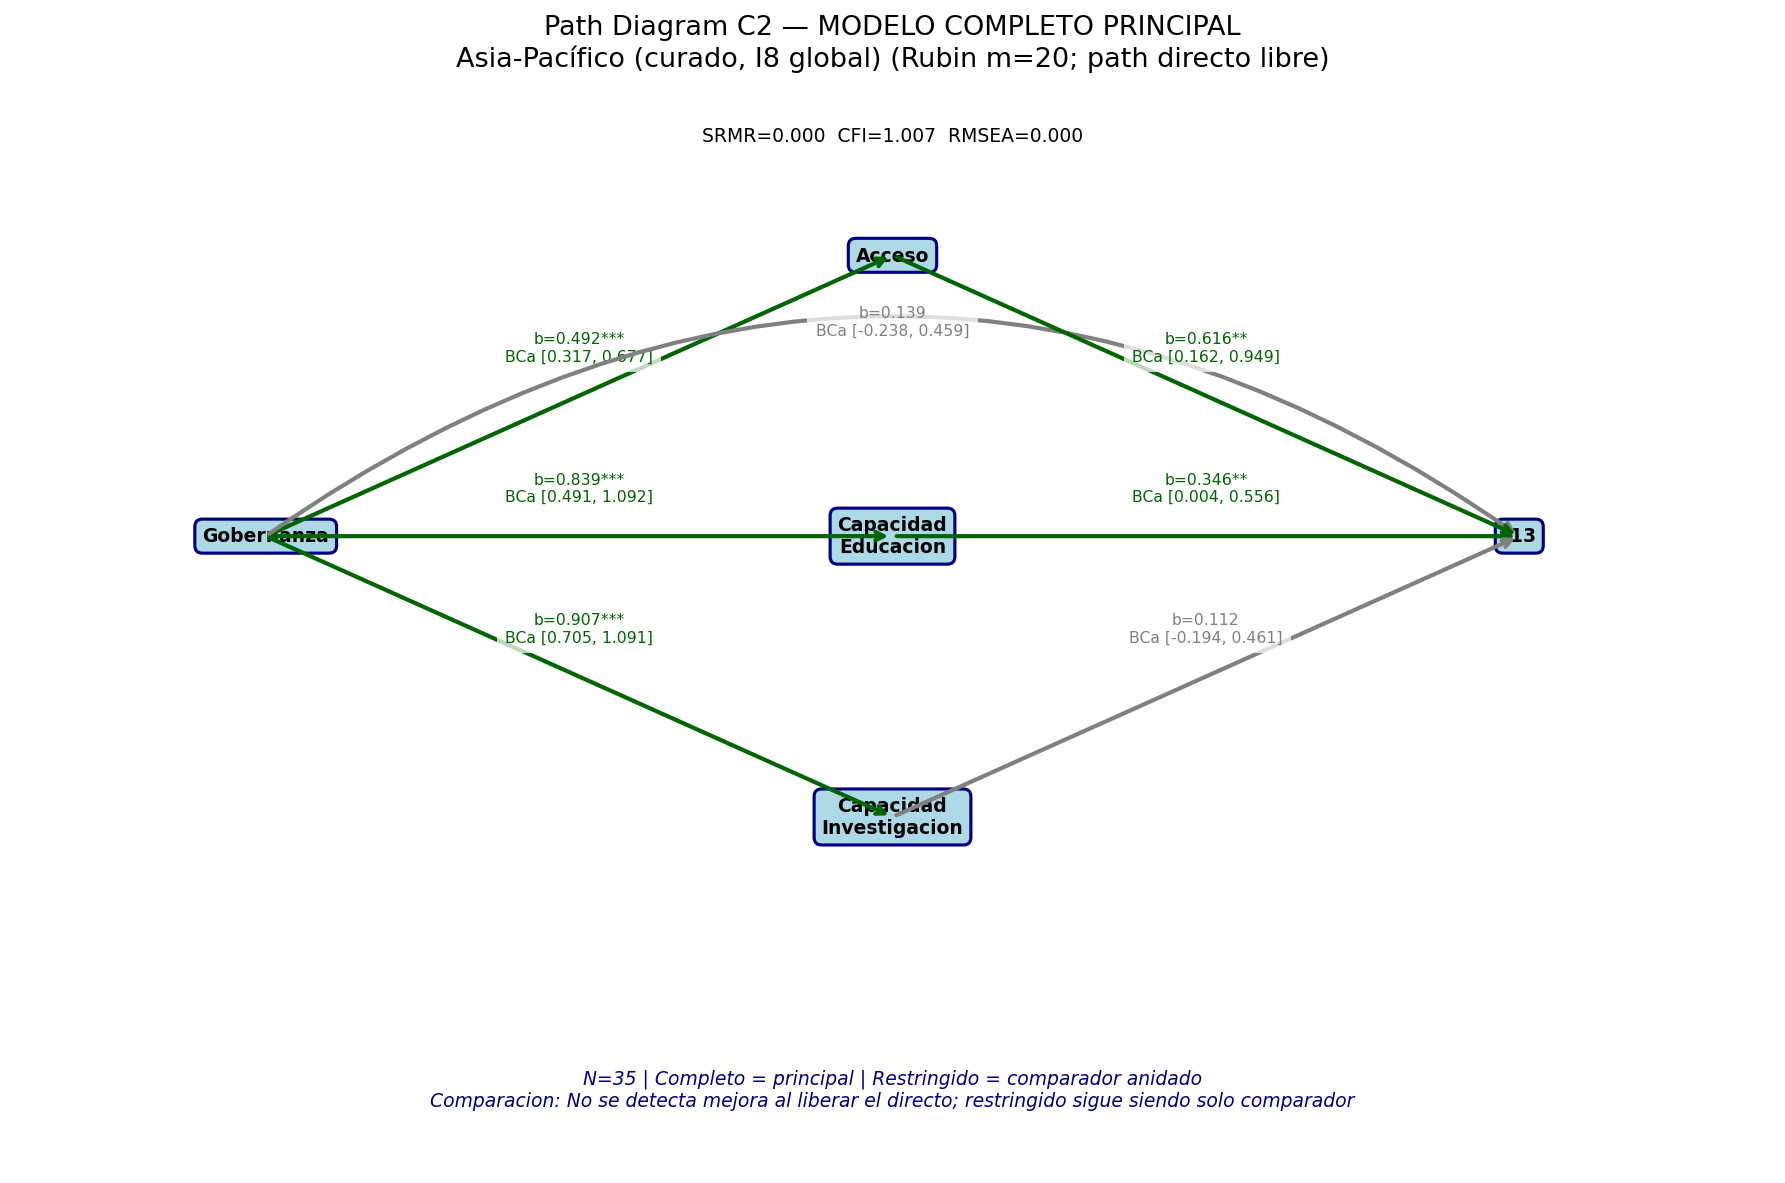 Path Diagram C2 — MODELO COMPLETO PRINCIPAL
Asia-Pacífico (curado, I8 global) (Rubin m=20; path directo libre)
SRMR=0.000  CFI=1.007  RMSEA=0.000
Acceso
b=0.139
BCa [-0.238, 0.459]
b=0.492***
BCa [0.317, 0.677]
b=0.616**
BCa [0.162, 0.949]
b=0.839***
BCa [0.491, 1.092]
b=0.346**
BCa [0.004, 0.556]
Gobernanza
Capacidad
Educacion
13
b=0.907***
BCa [0.705, 1.091]
b=0.112
BCa [-0.194, 0.461]
Capacidad
Investigacion
N=35 | Completo = principal | Restringido = comparador anidado
Comparacion: No se detecta mejora al liberar el directo; restringido sigue siendo solo comparador